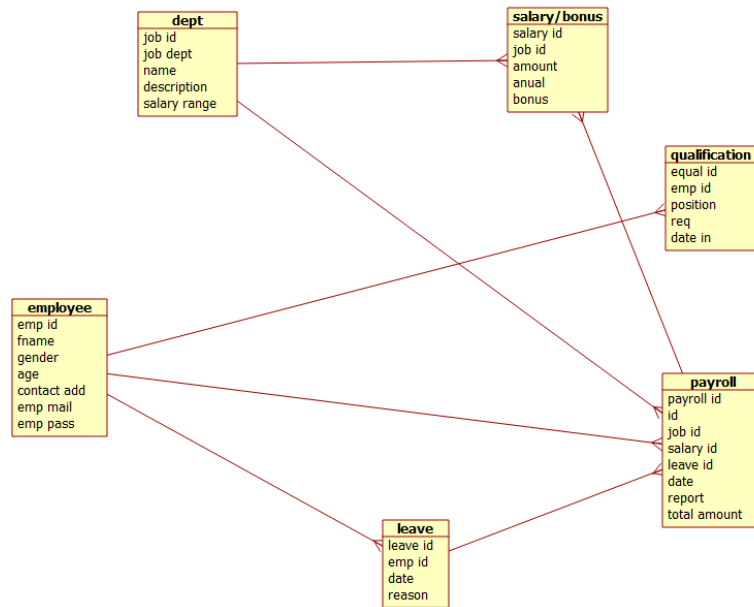 dept
job id
job dept
name
description
salary range
salary/bonus
salary id
job id
amount
anual
bonus
qualification
equal id
emp id
position
req
date in
employee
emp id
fname
gender
age
contact add
emp mail
emp pass
payroll
payroll id
id
job id
salary id
leave id
date
report
total amount
leave
leave id
emp id
date
reason